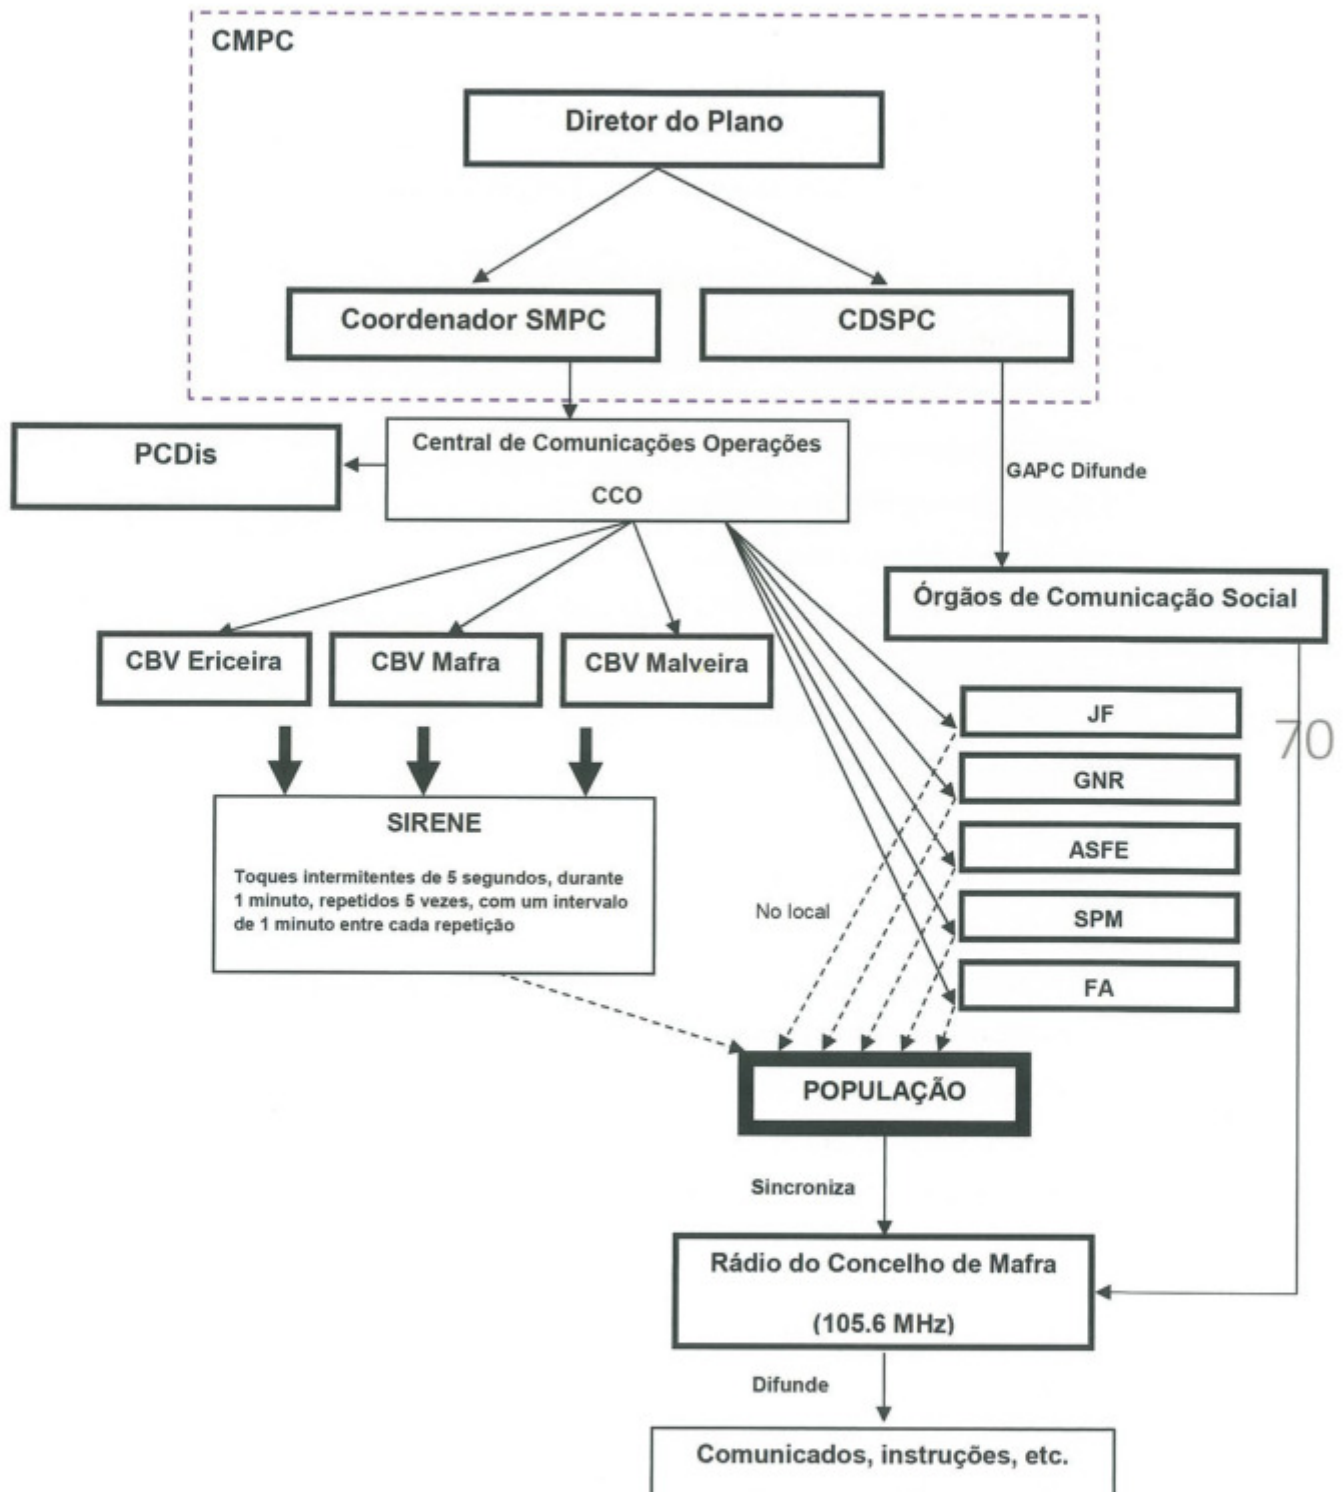 CMPC
Diretor do Plano
Coordenador SMPC
CDSPC
PCDis
Central de Comunicações Operações
CCO
GAPC Difunde
Órgãos de Comunicação Social
CBV Ericeira
CBV Mafra
CBV Malveira
JF
70
GNR
SIRENE
ASFE
Toques intermitentes de 5 segundos, durante
1 minuto, repetidos 5 vezes, com um intervalo
de 1 minuto entre cada repetição
No local
SPM
FA
POPULAÇÃO
Sincroniza
Rádio do Concelho de Mafra
(105.6 MHz)
Difunde
Comunicados, instruções, etc.